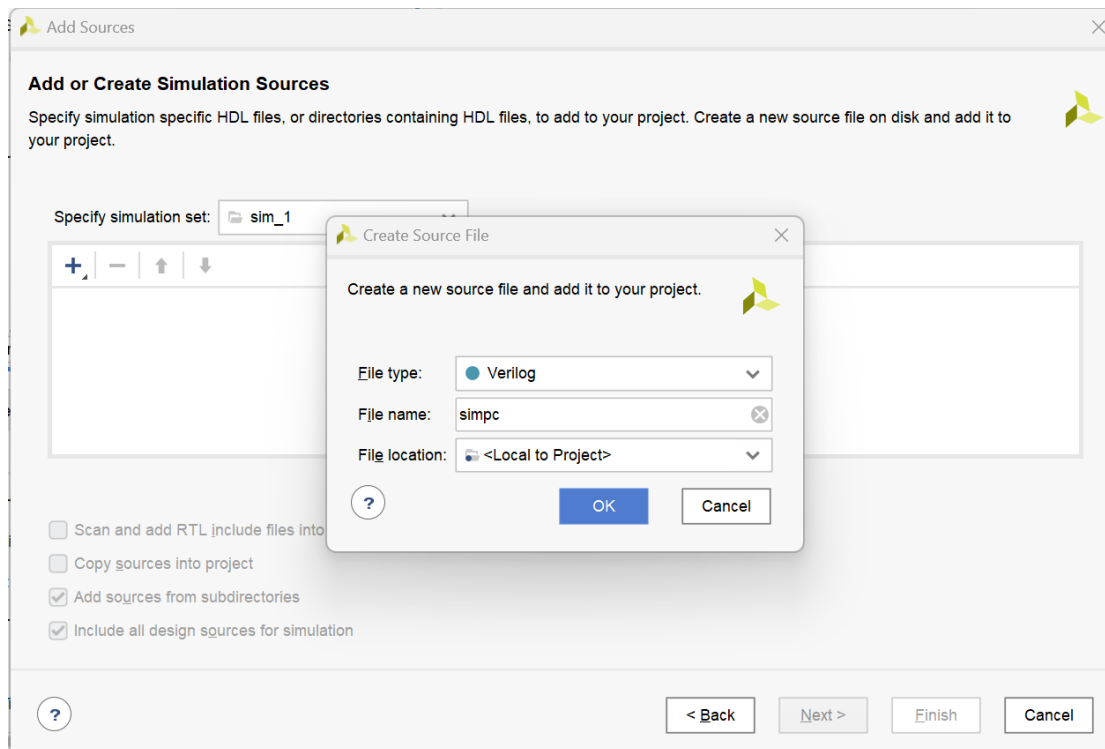 Add Sources
Add or Create Simulation Sources
Specify simulation specific HDL files, or directories containing HDL files, to add to your project. Create a new source file on disk and add it to
your project.
Specify simulation set: sim_1
Create Source File
Create a new source file and add it to your project.
File type: Verilog
File name: simpc
File location: <Local to Project>
? OK Cancel
Scan and add RTL include files into
Copy sources into project
Add sources from subdirectories
Include all design sources for simulation
? < Back Next > Finish Cancel